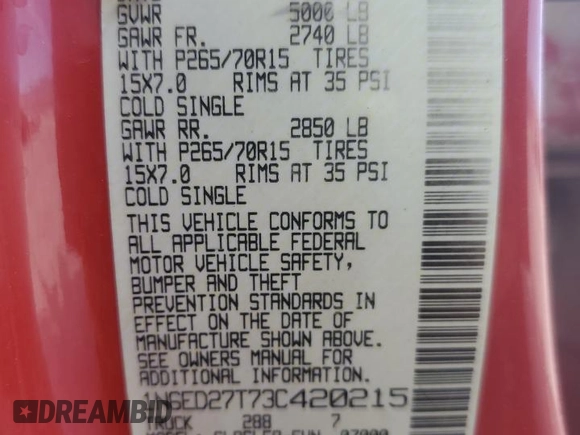 GVWR 5000 LB
GAWR FR. 2740 LB
WITH P265/70R15 TIRES
15X7.0 RIMS AT 35 PSI
COLD SINGLE
GAWR RR. 2850 LB
WITH P265/70R15 TIRES
15X7.0 RIMS AT 35 PSI
COLD SINGLE
THIS VEHICLE CONFORMS TO
ALL APPLICABLE FEDERAL
MOTOR VEHICLE SAFETY,
BUMPER AND THEFT
PREVENTION STANDARDS IN
EFFECT ON THE DATE OF
MANUFACTURE SHOWN ABOVE.
SEE OWNERS MANUAL FOR
ADDITIONAL INFORMATION.
1N6ED27T73C420215
TRUCK 288 7